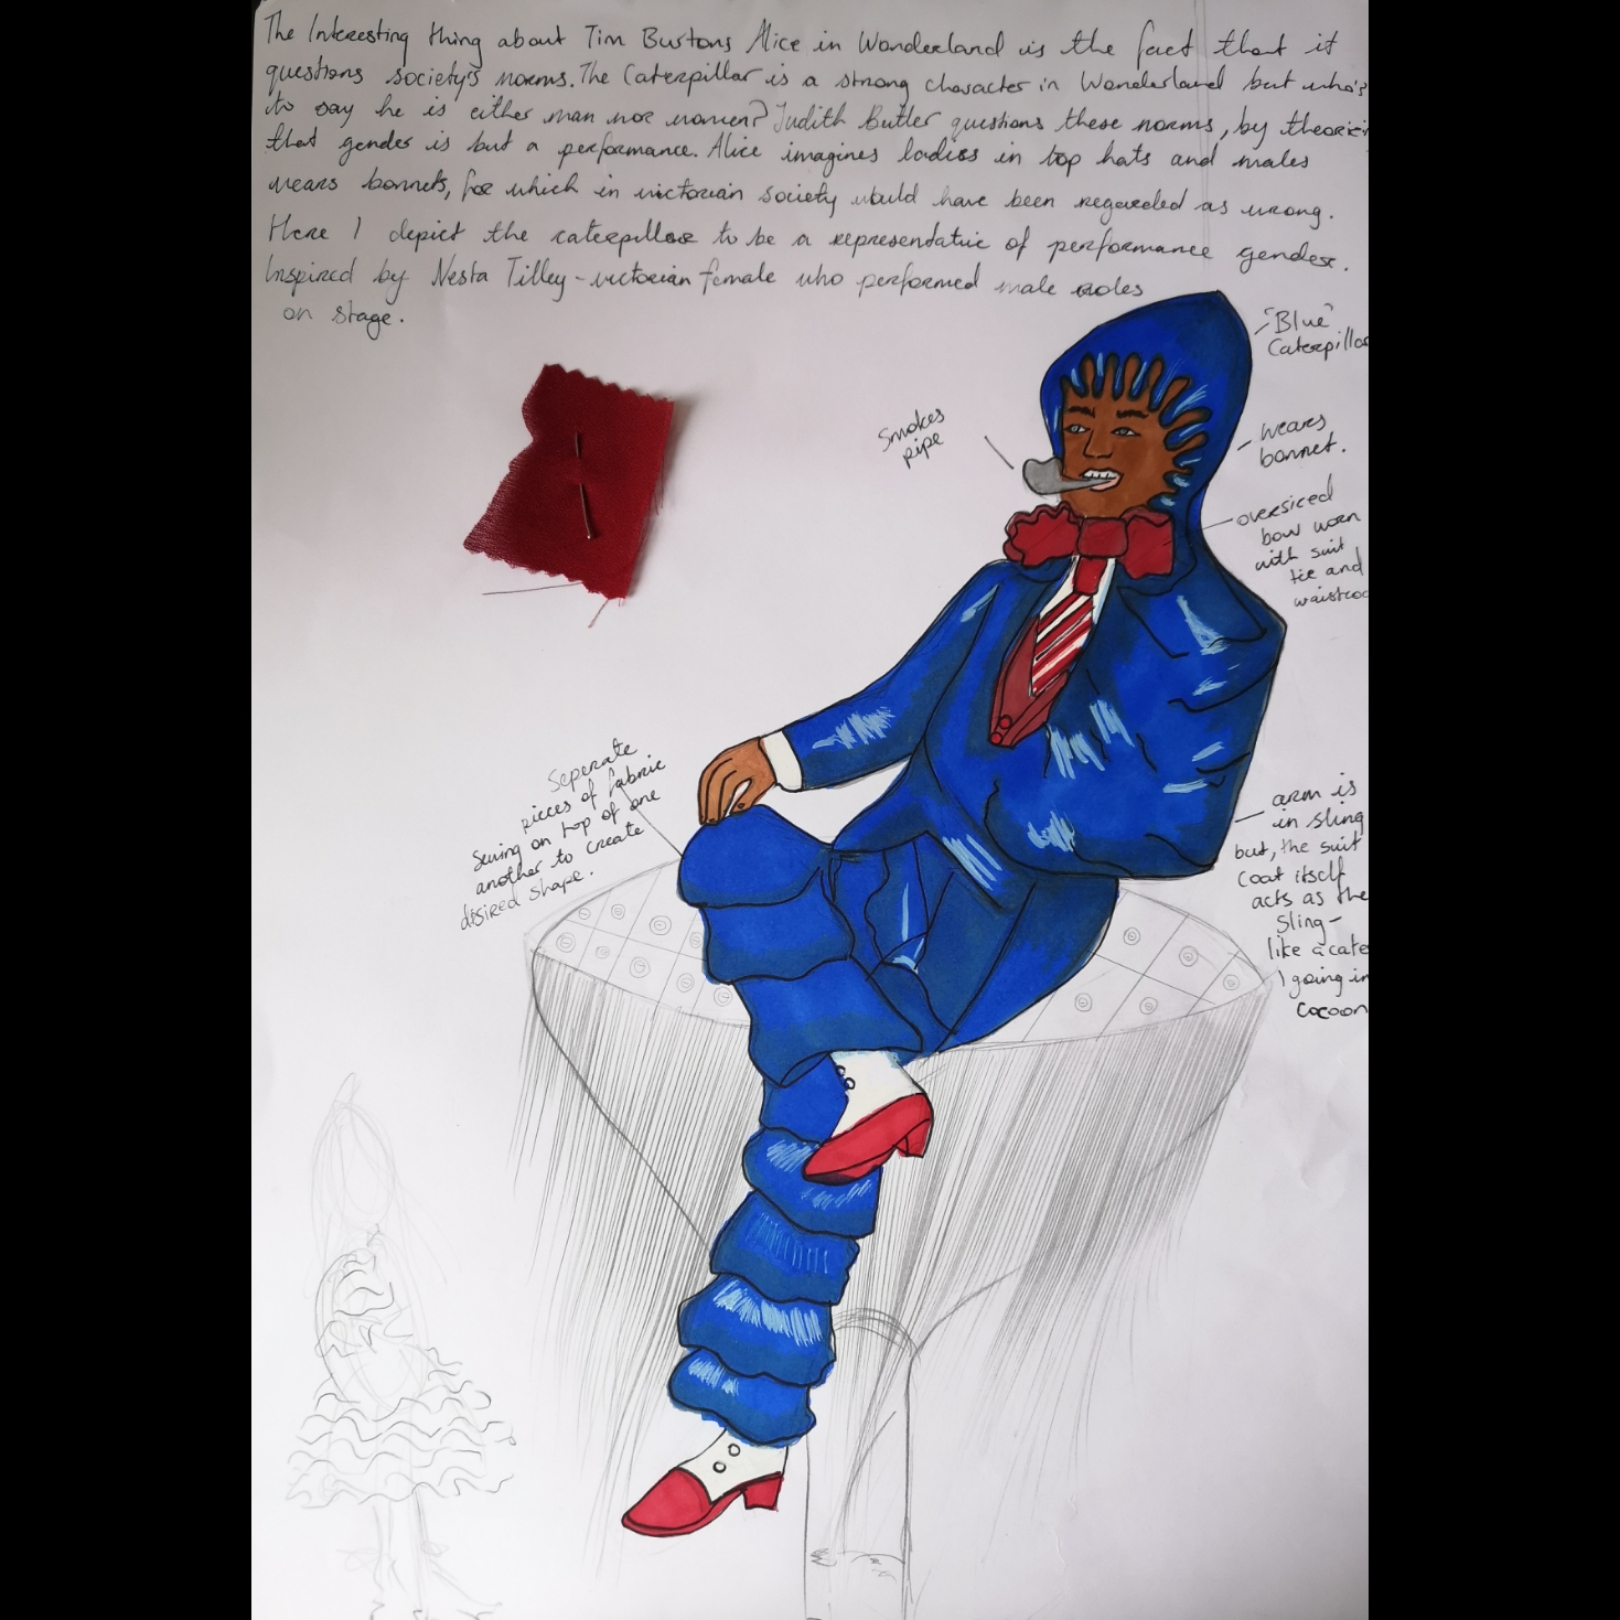 The Interesting thing about Tim Burtons Alice in Wonderland is the fact that it
questions society's norms. The Caterpillar is a strong character in Wonderland but who's
to say he is either man nor women? Judith Butler questions these norms, by
that gender is but a performance. Alice imagines ladies in top hats and males
wears bonnets, for which in victorian society would have been regarded as wrong.
Here I depict the caterpillar to be a representative of performance gender.
Inspired by Nesta Tilley - victorian female who performed male roles
on stage.
"Blue"
Caterpillar
Smokes
pipe
Wears
bonnet.
oversiced
bow worn
with suit
tie and
waistcoa
Seperate
pieces of fabric
Sewing on top of one
another to create
desired shape.
arm is
in sling
but, the suit
coat itself
acts as the
Sling -
like a cate
going in
Cocoon